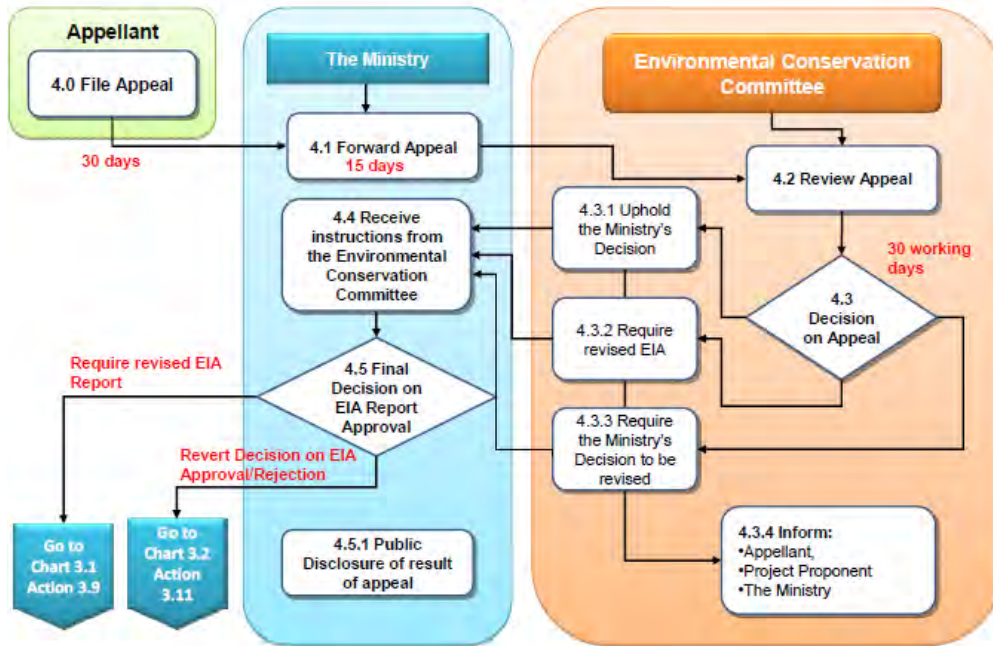 Appellant
4.0 File Appeal
30 days
The Ministry
4.1 Forward Appeal
15 days
4.4 Receive
instructions from
the Environmental
Conservation
Committee
4.5 Final
Decision on
EIA Report
Approval
Require revised EIA
Report
Revert Decision on EIA
Approval/Rejection
Go to
Chart 3.1
Action 3.9
Go to
Chart 3.2
Action
3.11
4.5.1 Public
Disclosure of result
of appeal
Environmental Conservation
Committee
4.2 Review Appeal
30 working
days
4.3
Decision
on Appeal
4.3.1 Uphold
the Ministry's
Decision
4.3.2 Require
revised EIA
4.3.3 Require
the Ministry's
Decision to be
revised
4.3.4 Inform:
•Appellant,
•Project Proponent
•The Ministry